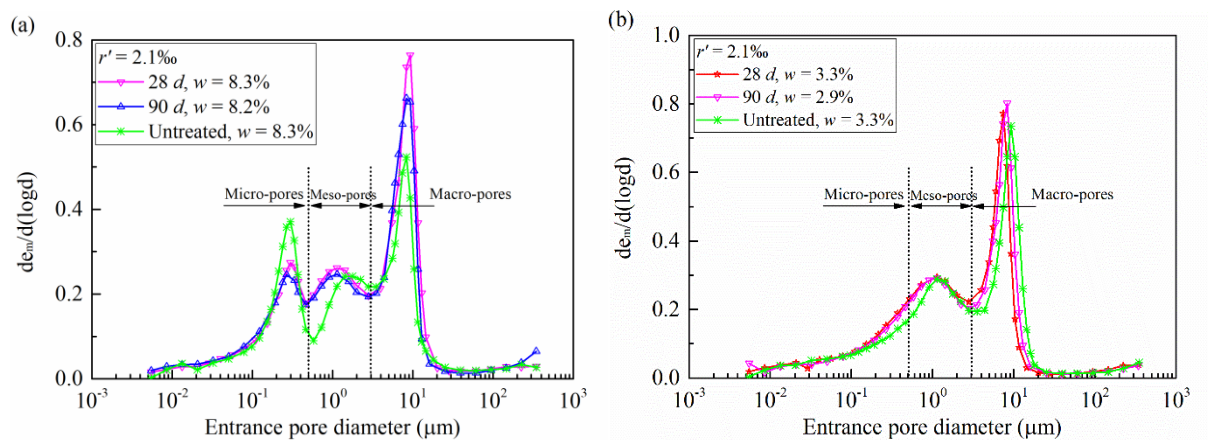 (a)
0.8
0.6
0.4
0.2
0.0
de_m/d(logd)
r' = 2.1‰
28 d, w = 8.3%
90 d, w = 8.2%
Untreated, w = 8.3%
Micro-pores
Meso-pores
Macro-pores
10^-3 10^-2 10^-1 10^0 10^1 10^2 10^3
Entrance pore diameter (μm)
(b)
1.0
0.8
0.6
0.4
0.2
0.0
de_m/d(logd)
r' = 2.1‰
28 d, w = 3.3%
90 d, w = 2.9%
Untreated, w = 3.3%
Micro-pores
Meso-pores
Macro-pores
10^-3 10^-2 10^-1 10^0 10^1 10^2 10^3
Entrance pore diameter (μm)